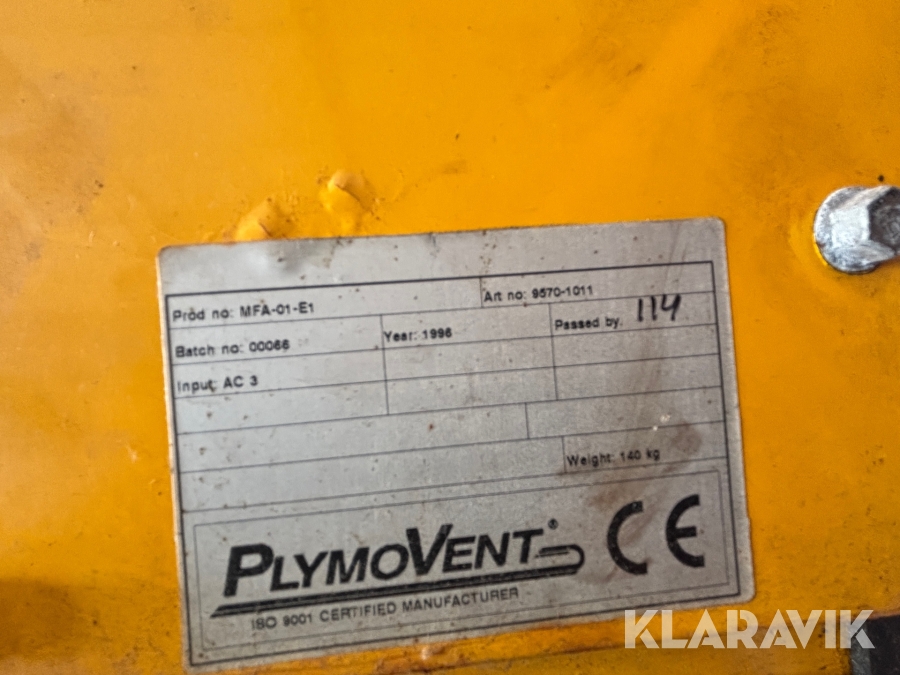 Prod no: MFA-01-E1 Art no: 9570-1011
Batch no: 00066 Year: 1996 Passed by. 114
Input: AC 3
Weight: 140 kg
PLYMOVENT® CE
ISO 9001 CERTIFIED MANUFACTURER
KLARAVIK